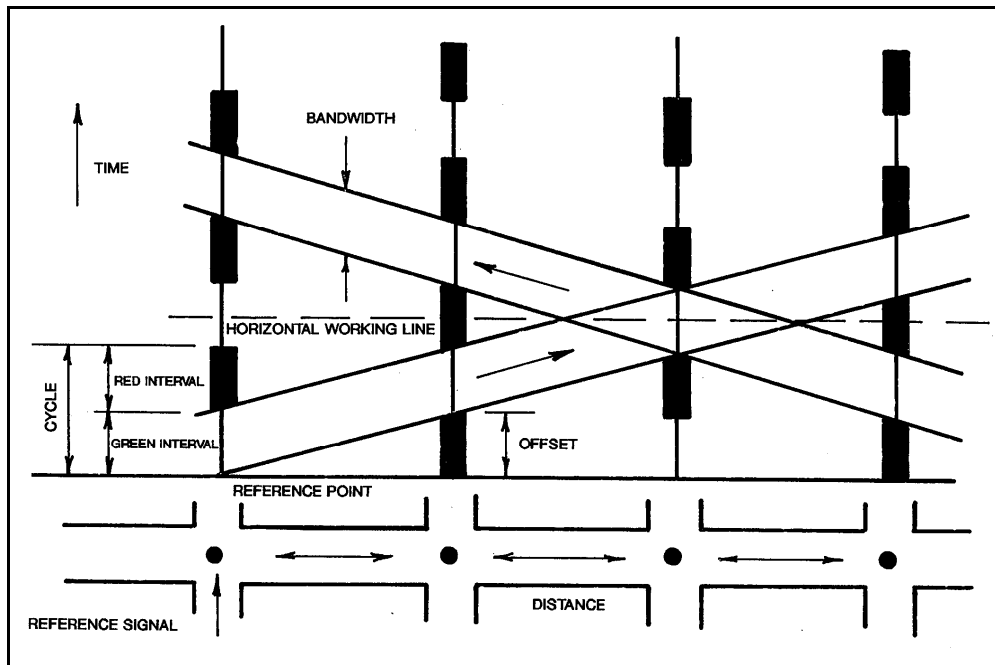 BANDWIDTH
TIME
HORIZONTAL WORKING LINE
CYCLE
RED INTERVAL
GREEN INTERVAL
OFFSET
REFERENCE POINT
DISTANCE
REFERENCE SIGNAL